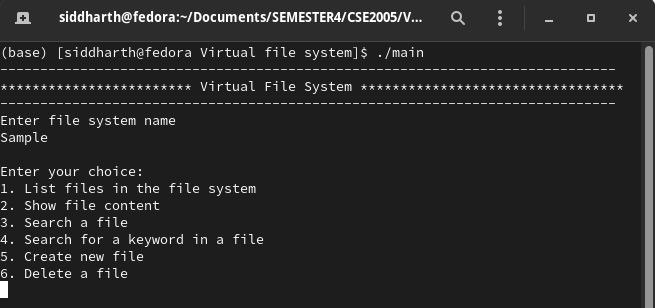 siddharth@fedora:~/Documents/SEMESTER4/CSE2005/V...
(base) [siddharth@fedora Virtual file system]$ ./main
-----------------------------------------------------------------------------
************************ Virtual File System *********************************
-----------------------------------------------------------------------------
Enter file system name
Sample
Enter your choice:
1. List files in the file system
2. Show file content
3. Search a file
4. Search for a keyword in a file
5. Create new file
6. Delete a file